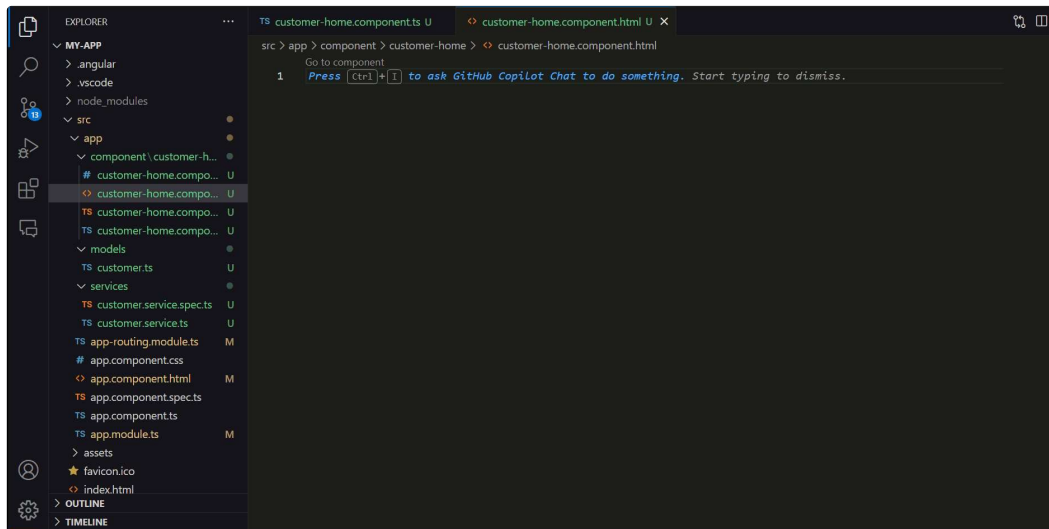 EXPLORER
MY-APP
.angular
.vscode
node_modules
src
app
component \ customer-h...
# customer-home.compo... U
<> customer-home.compo... U
TS customer-home.compo... U
TS customer-home.compo... U
models
TS customer.ts U
services
TS customer.service.spec.ts U
TS customer.service.ts U
TS app-routing.module.ts M
# app.component.css
<> app.component.html M
TS app.component.spec.ts
TS app.component.ts
TS app.module.ts M
assets
favicon.ico
<> index.html
OUTLINE
TIMELINE
13
TS customer-home.component.ts U
<> customer-home.component.html U
src > app > component > customer-home > <> customer-home.component.html
Go to component
1 Press Ctrl+I to ask GitHub Copilot Chat to do something. Start typing to dismiss.